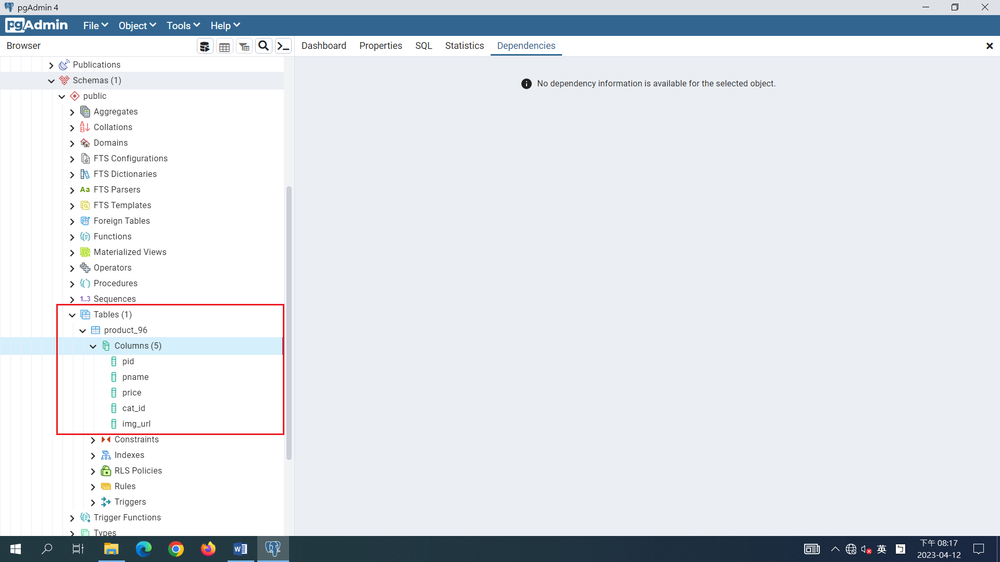 pgAdmin 4
pgAdmin File Object Tools Help
Browser
Dashboard Properties SQL Statistics Dependencies
Publications
Schemas (1)
public
Aggregates
Collations
Domains
FTS Configurations
FTS Dictionaries
Aa FTS Parsers
FTS Templates
Foreign Tables
Functions
Materialized Views
Operators
Procedures
1..3 Sequences
Tables (1)
product_96
Columns (5)
pid
pname
price
cat_id
img_url
Constraints
Indexes
RLS Policies
Rules
Triggers
Trigger Functions
Types
No dependency information is available for the selected object.
英 ㄅ
下午 08:17
2023-04-12